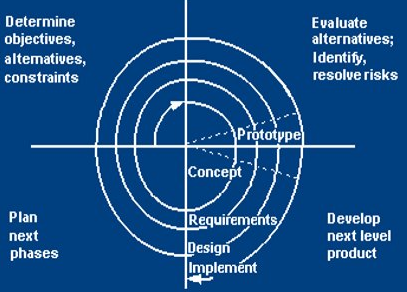 Determine
objectives,
alternatives,
constraints
Evaluate
alternatives;
Identify,
resolve risks
Prototype
Concept
Requirements
Design
Implement
Plan
next
phases
Develop
next level
product